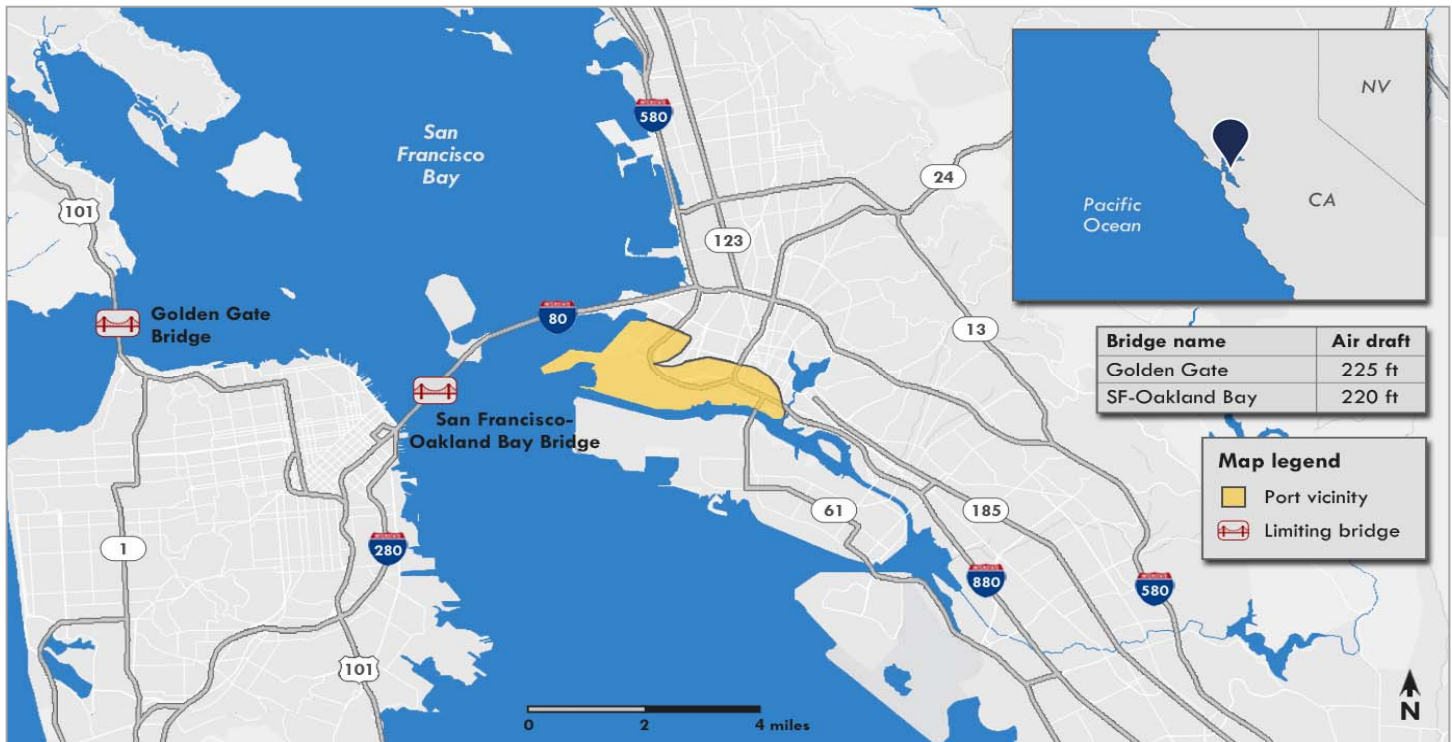 San
Francisco
Bay
580
101
24
123
Golden Gate
Bridge
INTERSTATE
80
13
San Francisco-
Oakland Bay Bridge
1
280
61
185
880
580
101
0 2 4 miles
N
NV
CA
Pacific
Ocean
Bridge name Air draft
Golden Gate 225 ft
SF-Oakland Bay 220 ft
Map legend
Port vicinity
Limiting bridge